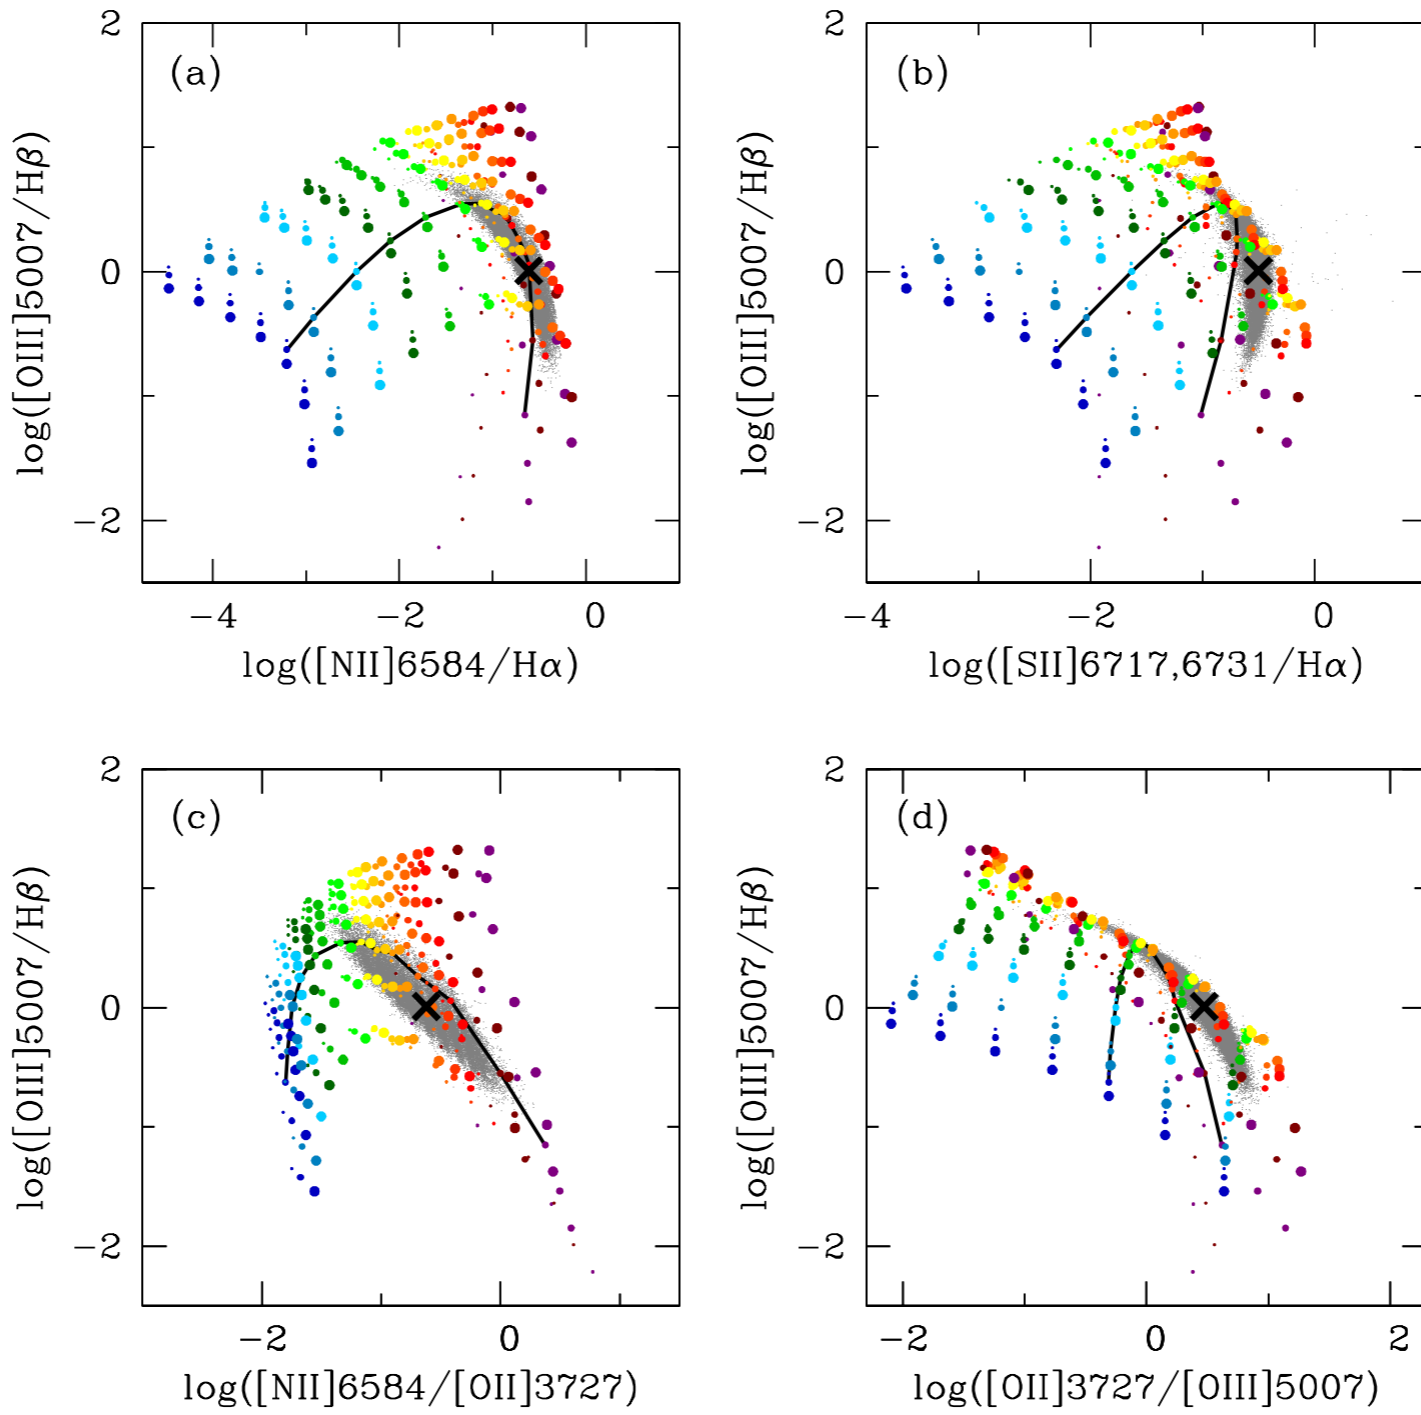 2
(a)
0
−2
−4
−2
0
log([OIII]5007/Hβ)
log([NII]6584/Hα)
2
(b)
0
−2
−4
−2
0
log([OIII]5007/Hβ)
log([SII]6717,6731/Hα)
2
(c)
0
−2
−2
0
log([OIII]5007/Hβ)
log([NII]6584/[OII]3727)
2
(d)
0
−2
−2
0
2
log([OIII]5007/Hβ)
log([OII]3727/[OIII]5007)